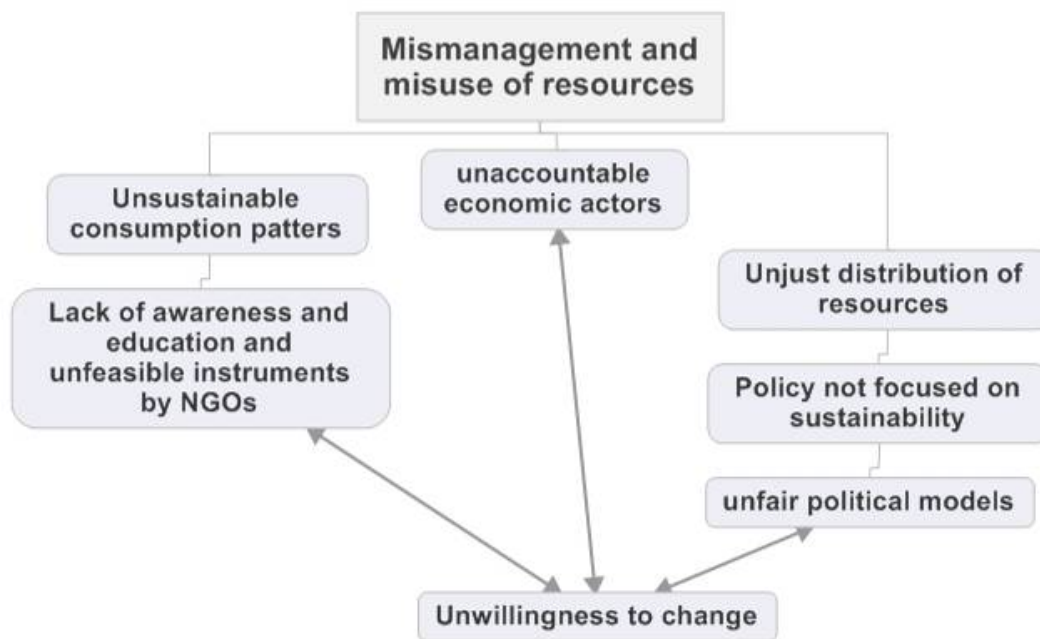 Mismanagement and
misuse of resources
unaccountable
economic actors
Unsustainable
consumption patters
Unjust distribution of
resources
Lack of awareness and
education and
unfeasible instruments
by NGOs
Policy not focused on
sustainability
unfair political models
Unwillingness to change